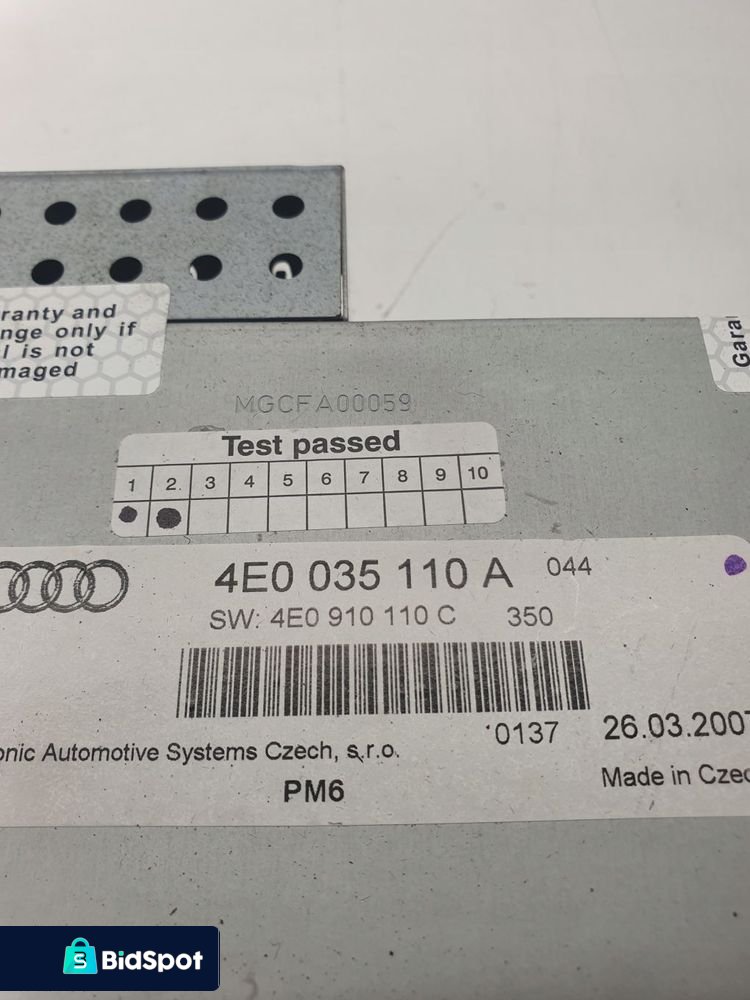 ranty and
nge only if
l is not
maged
Gara
MGCFA00059
Test passed
1 2 3 4 5 6 7 8 9 10
4E0 035 110 A 044
SW: 4E0 910 110 C 350
0137 26.03.2007
onic Automotive Systems Czech, s.r.o.
PM6 Made in Czec
BidSpot